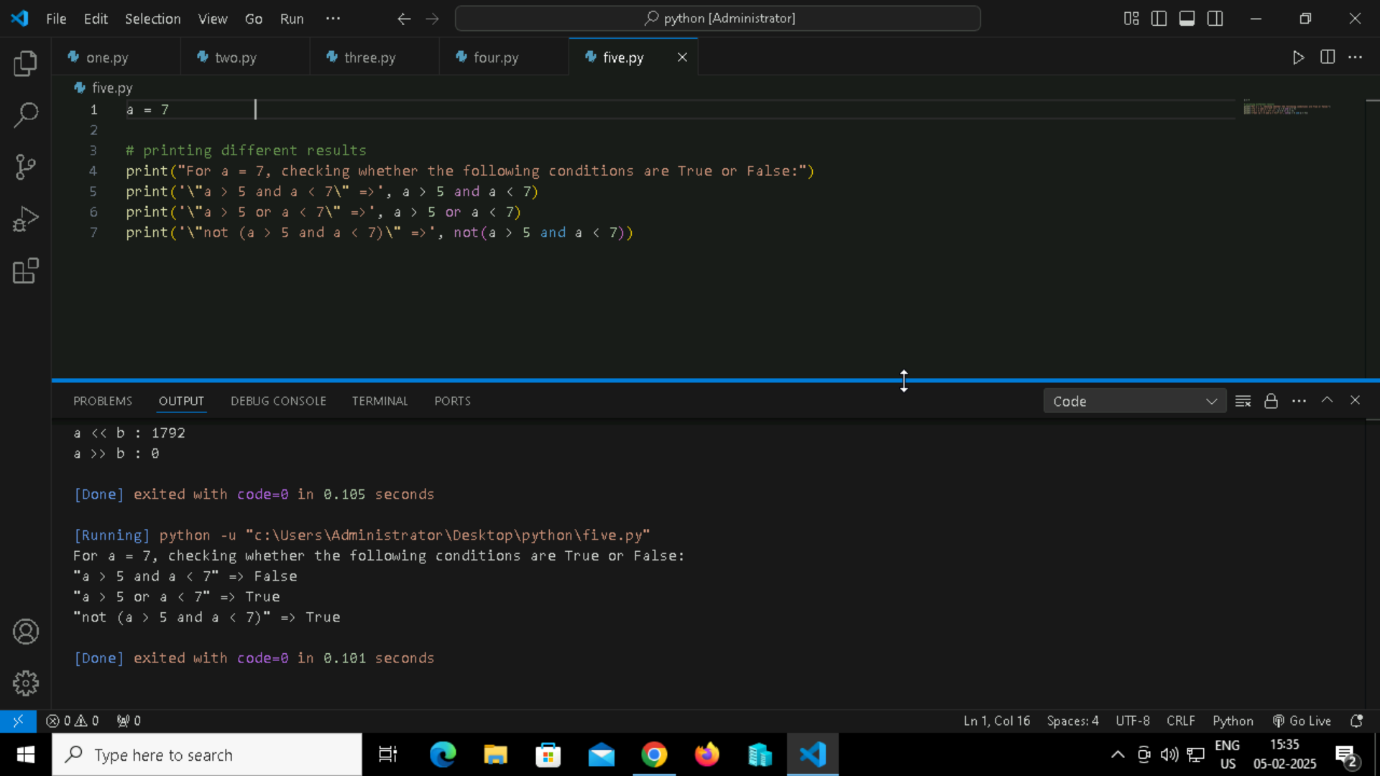 File Edit Selection View Go Run ··· python [Administrator]
one.py two.py three.py four.py five.py
five.py
1 a = 7
2
3 # printing different results
4 print("For a = 7, checking whether the following conditions are True or False:")
5 print('\"a > 5 and a < 7\" =>', a > 5 and a < 7)
6 print('\"a > 5 or a < 7\" =>', a > 5 or a < 7)
7 print('\"not (a > 5 and a < 7)\" =>', not(a > 5 and a < 7))
PROBLEMS OUTPUT DEBUG CONSOLE TERMINAL PORTS Code
a << b : 1792
a >> b : 0
[Done] exited with code=0 in 0.105 seconds
[Running] python -u "c:\Users\Administrator\Desktop\python\five.py"
For a = 7, checking whether the following conditions are True or False:
"a > 5 and a < 7" => False
"a > 5 or a < 7" => True
"not (a > 5 and a < 7)" => True
[Done] exited with code=0 in 0.101 seconds
0 0 0 Ln 1, Col 16 Spaces: 4 UTF-8 CRLF Python Go Live
Type here to search
ENG
US
15:35
05-02-2025
2